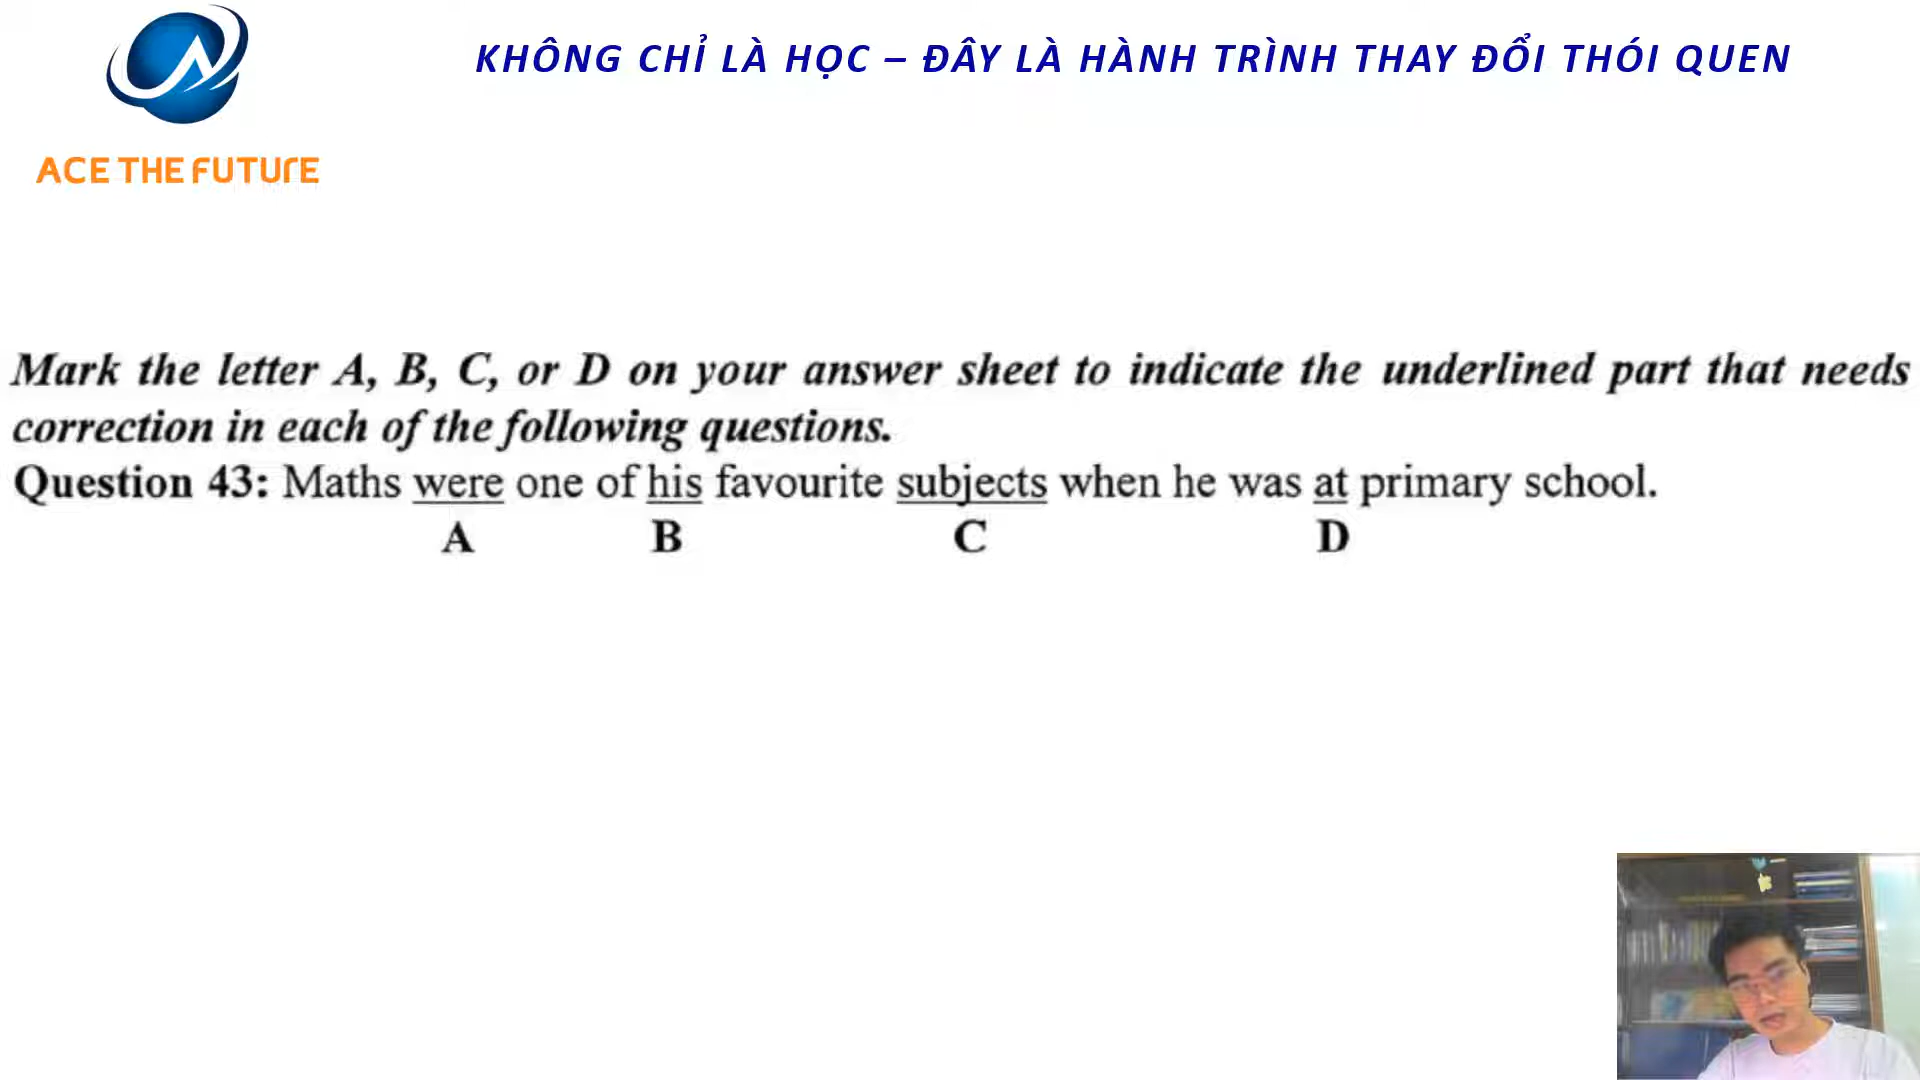 KHÔNG CHỈ LÀ HỌC – ĐÂY LÀ HÀNH TRÌNH THAY ĐỔI THÓI QUEN
ACE THE FUTURE
Mark the letter A, B, C, or D on your answer sheet to indicate the underlined part that needs
correction in each of the following questions.
Question 43: Maths were one of his favourite subjects when he was at primary school.
A B C D